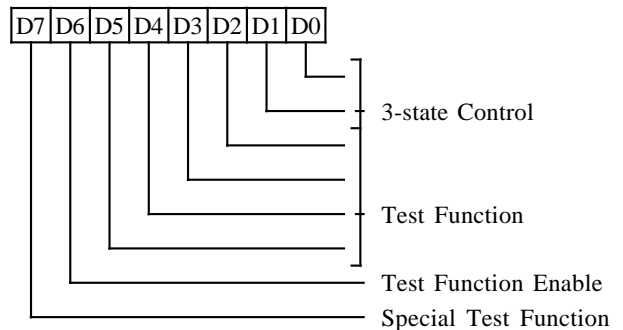 D7 D6 D5 D4 D3 D2 D1 D0
3-state Control
Test Function
Test Function Enable
Special Test Function